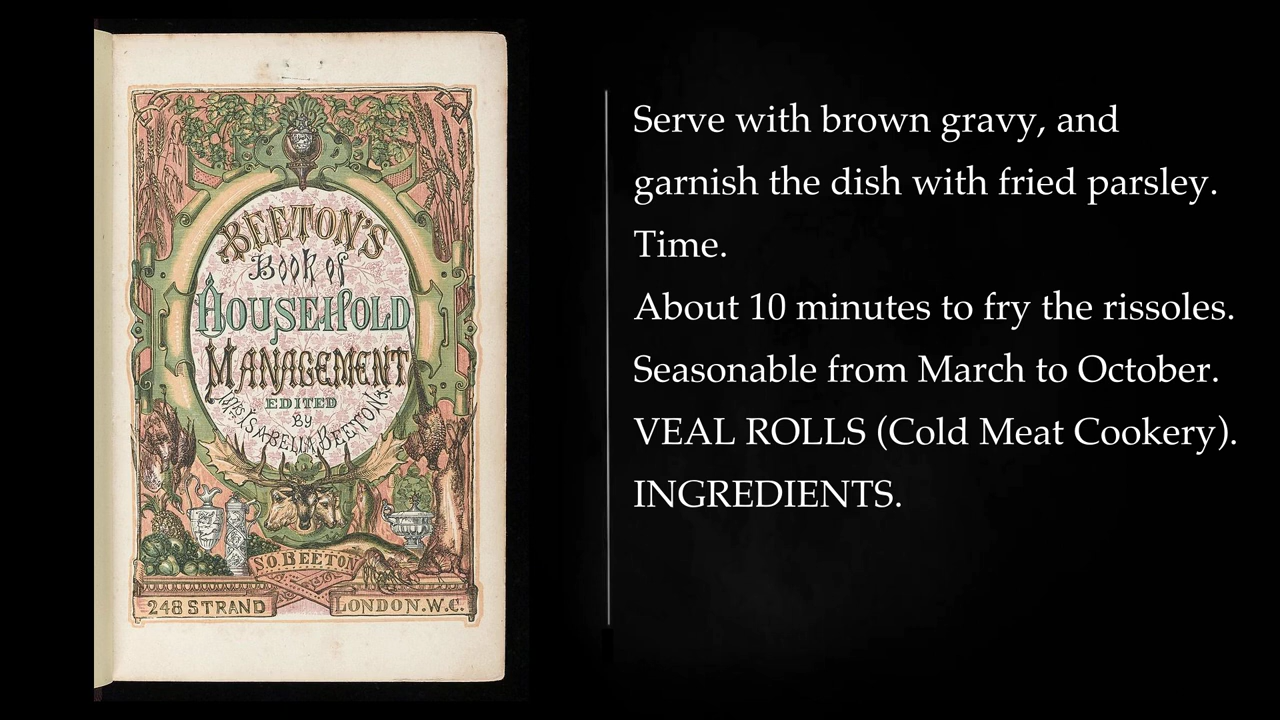 BEETON'S
Book of
HOUSEHOLD
MANAGEMENT
EDITED
BY
MRS ISABELLA BEETON
S.O. BEETON
248 STRAND
LONDON. W.C.
Serve with brown gravy, and
garnish the dish with fried parsley.
Time.
About 10 minutes to fry the rissoles.
Seasonable from March to October.
VEAL ROLLS (Cold Meat Cookery).
INGREDIENTS.